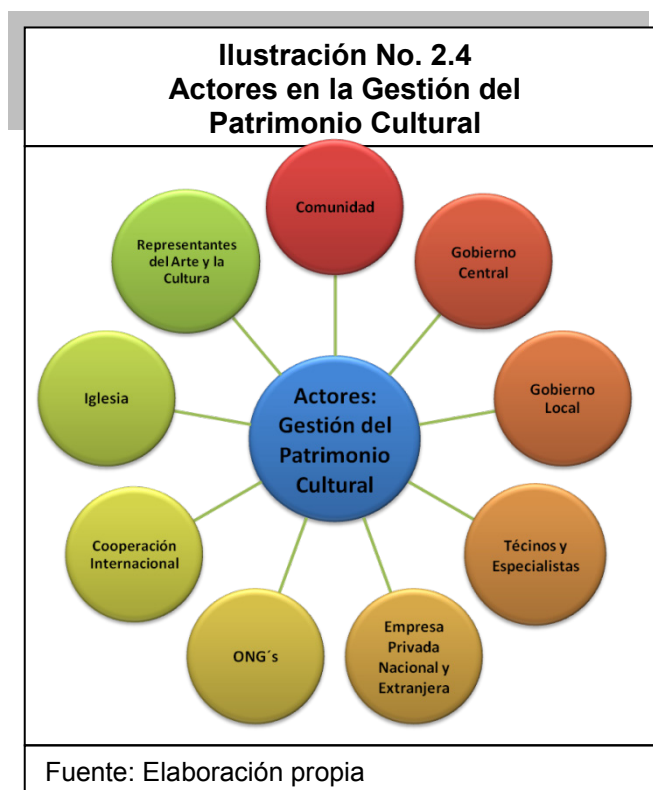 Ilustración No. 2.4
Actores en la Gestión del
Patrimonio Cultural
Comunidad
Gobierno
Central
Gobierno
Local
Técinos y
Especialistas
Empresa
Privada
Nacional y
Extranjera
ONG´s
Cooperación
Internacional
Iglesia
Representantes
del Arte y la
Cultura
Actores:
Gestión del
Patrimonio
Cultural
Fuente: Elaboración propia